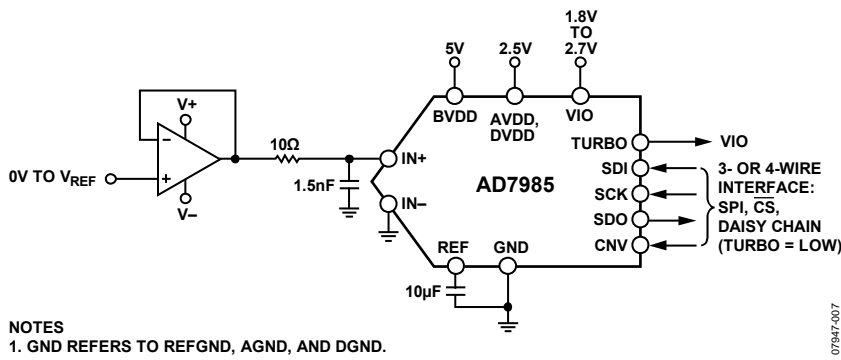 1.8V
TO
2.7V
5V
2.5V
BVDD
AVDD,
DVDD
VIO
V+
−
+
V−
0V TO VREF
10Ω
1.5nF
IN+
IN−
AD7985
TURBO
VIO
SDI
SCK
SDO
CNV
3- OR 4-WIRE
INTERFACE:
SPI, CS,
DAISY CHAIN
(TURBO = LOW)
REF
GND
10µF
NOTES
1. GND REFERS TO REFGND, AGND, AND DGND.
07947-007